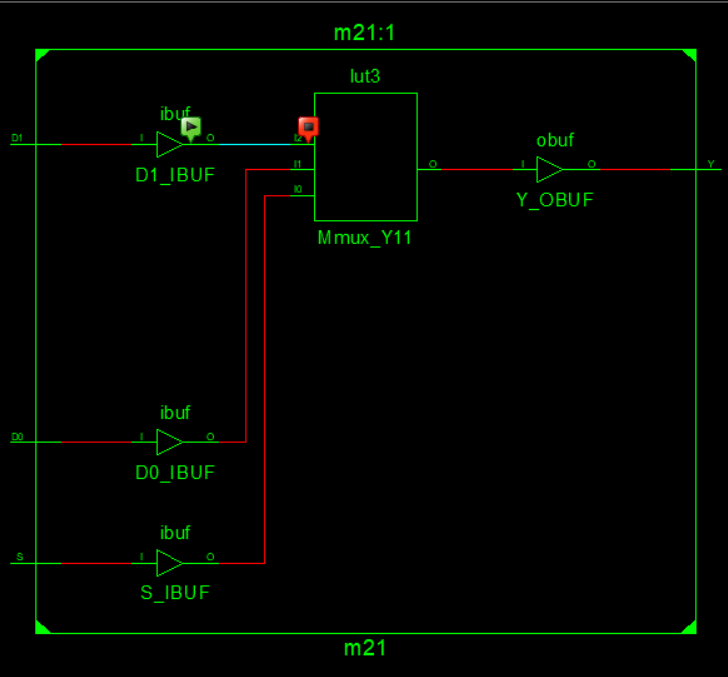 m21:1
lut3
ibuf
D1
I
O
I2
D1_IBUF
I1
I0
O
Mmux_Y11
obuf
I
O
Y
Y_OBUF
ibuf
D0
I
O
D0_IBUF
ibuf
S
I
O
S_IBUF
m21